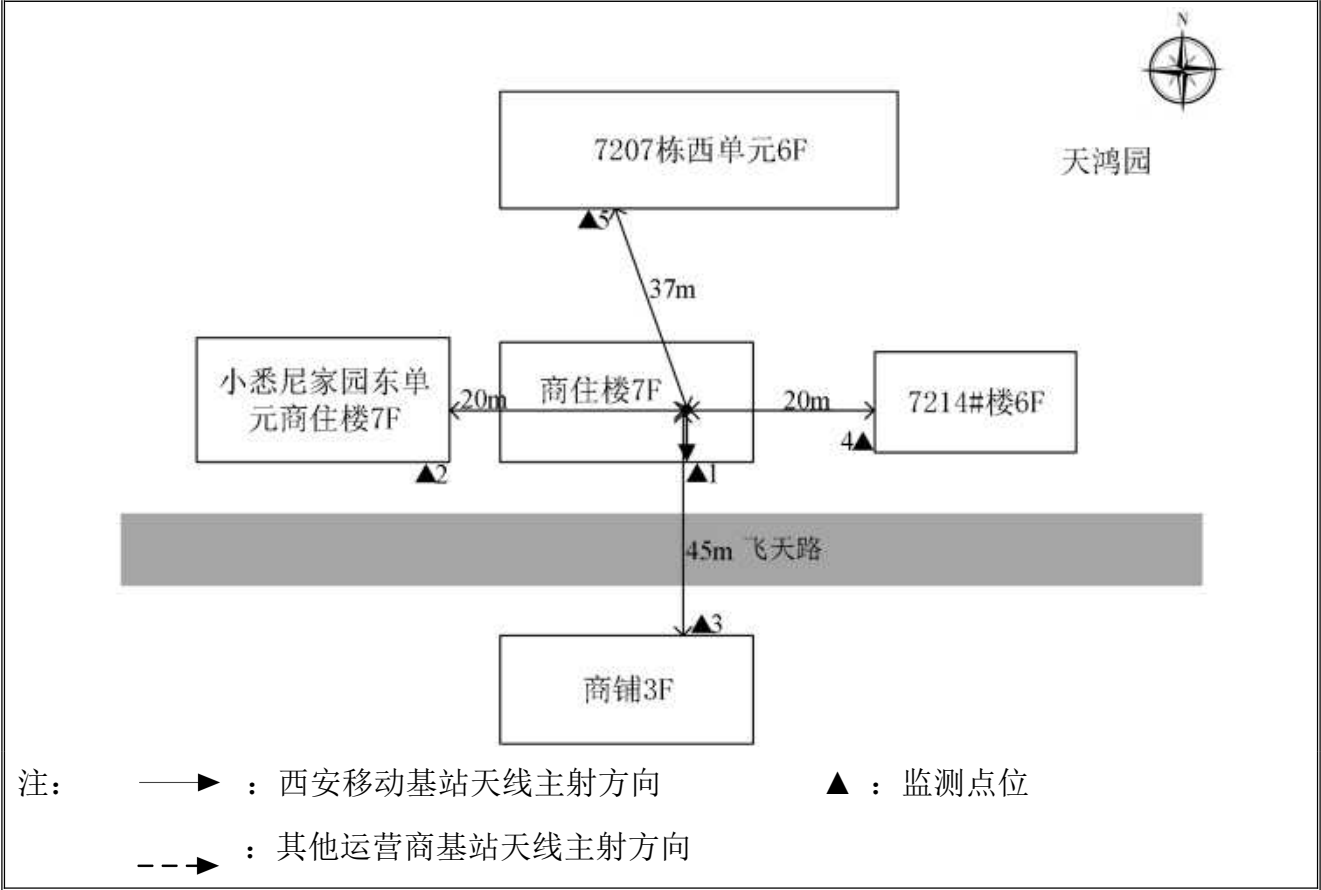 N
7207栋西单元6F
天鸿园
▲5
37m
小悉尼家园东单
元商住楼7F
20m
商住楼7F
20m
7214#楼6F
4▲
▲2
▲1
45m 飞天路
▲3
商铺3F
注： ：西安移动基站天线主射方向 ▲ ：监测点位
：其他运营商基站天线主射方向